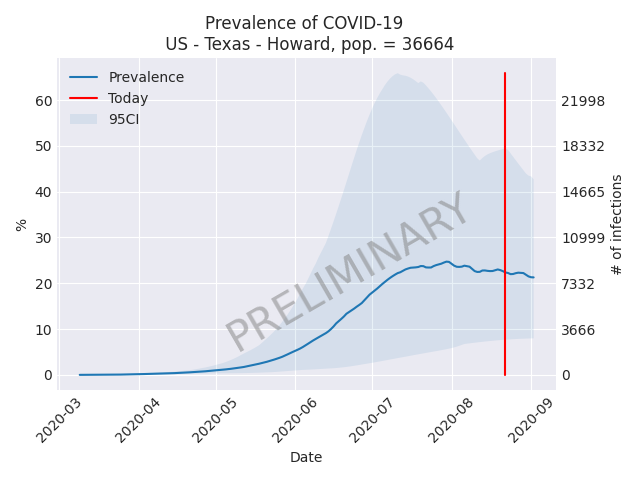 Prevalence of COVID-19
US - Texas - Howard, pop. = 36664
Prevalence
Today
95CI
60
50
40
30
20
10
0
%
21998
18332
14665
10999
7332
3666
0
# of infections
PRELIMINARY
2020-03
2020-04
2020-05
2020-06
2020-07
2020-08
2020-09
Date